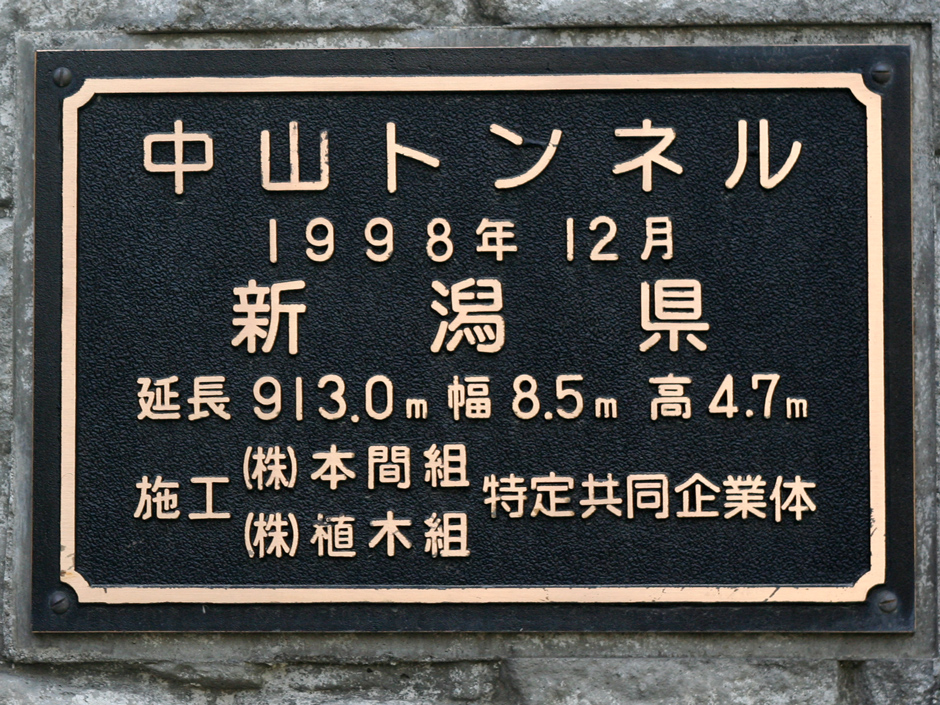 中山トンネル
1998年 12月
新潟県
延長 913.0m 幅 8.5m 高 4.7m
施工 (株)本間組 特定共同企業体
(株)植木組